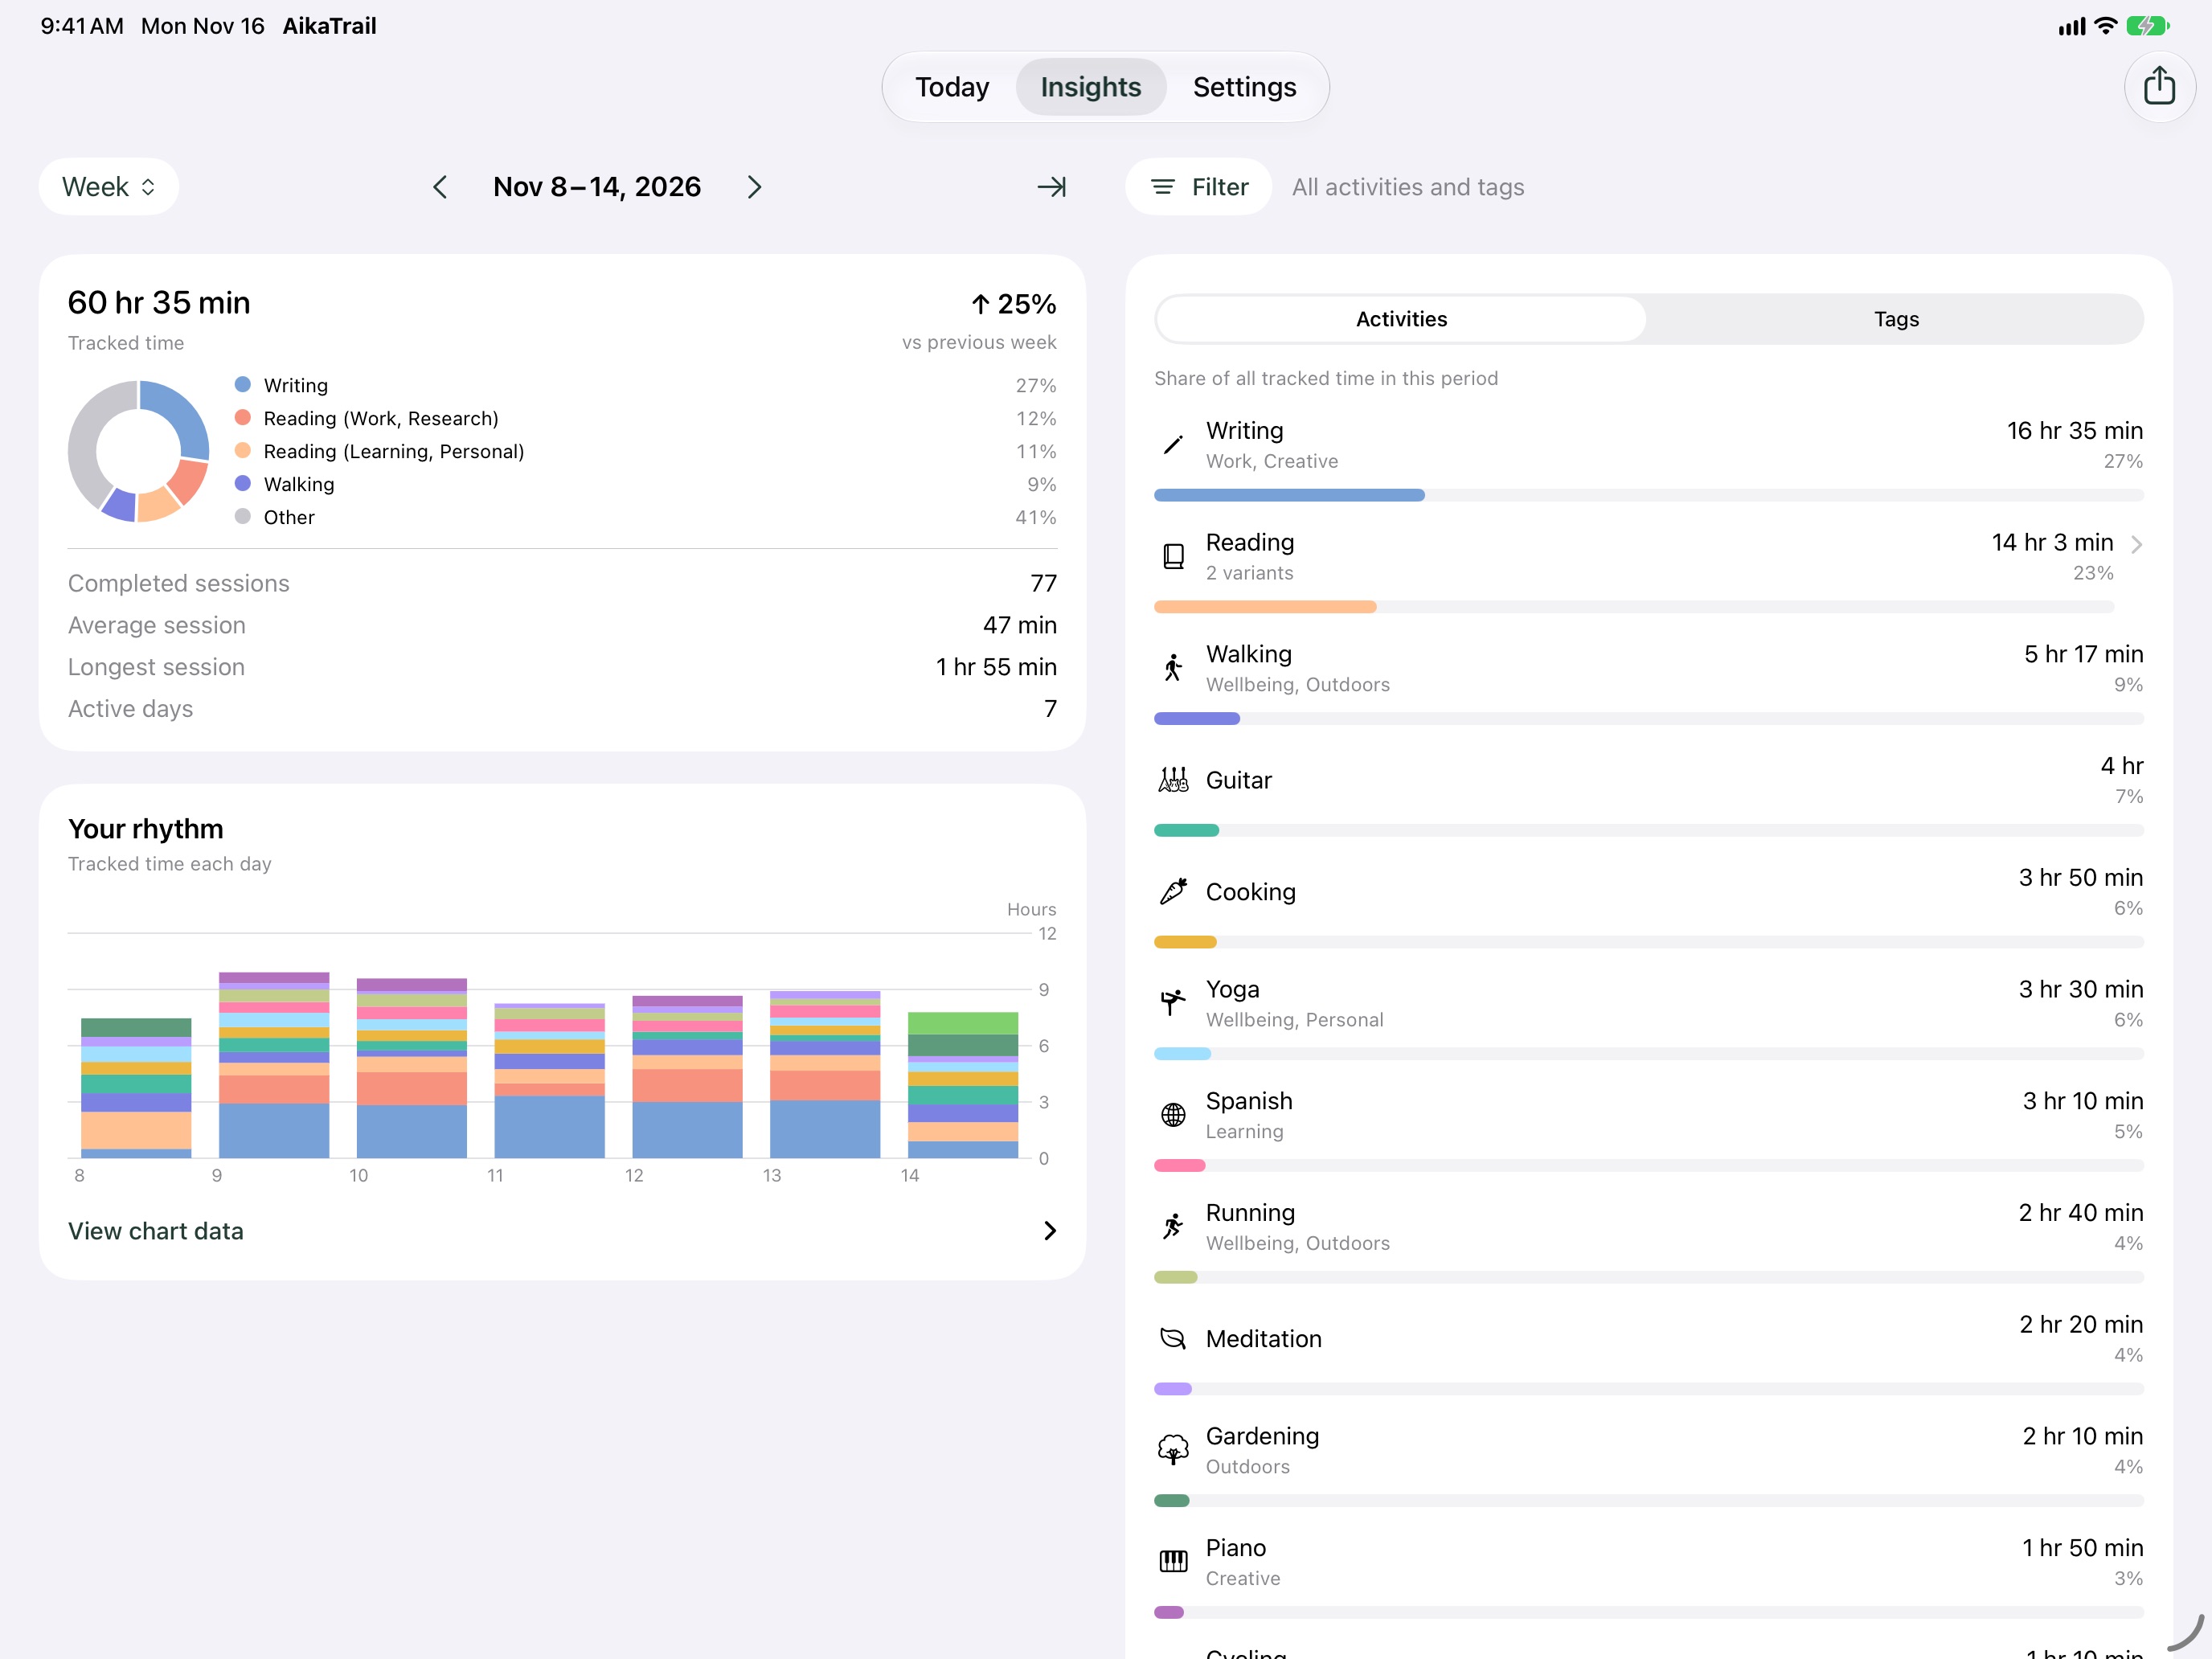 9:41 AM Mon Nov 16 AikaTrail
Today Insights Settings
Week
Nov 8–14, 2026
Filter All activities and tags
60 hr 35 min
↑ 25%
Tracked time
vs previous week
Writing 27%
Reading (Work, Research) 12%
Reading (Learning, Personal) 11%
Walking 9%
Other 41%
Completed sessions 77
Average session 47 min
Longest session 1 hr 55 min
Active days 7
Your rhythm
Tracked time each day
Hours
12
9
6
3
0
8 9 10 11 12 13 14
View chart data
Activities Tags
Share of all tracked time in this period
Writing 16 hr 35 min
Work, Creative 27%
Reading 14 hr 3 min
2 variants 23%
Walking 5 hr 17 min
Wellbeing, Outdoors 9%
Guitar 4 hr
7%
Cooking 3 hr 50 min
6%
Yoga 3 hr 30 min
Wellbeing, Personal 6%
Spanish 3 hr 10 min
Learning 5%
Running 2 hr 40 min
Wellbeing, Outdoors 4%
Meditation 2 hr 20 min
4%
Gardening 2 hr 10 min
Outdoors 4%
Piano 1 hr 50 min
Creative 3%
Cycling 1 hr 10 min